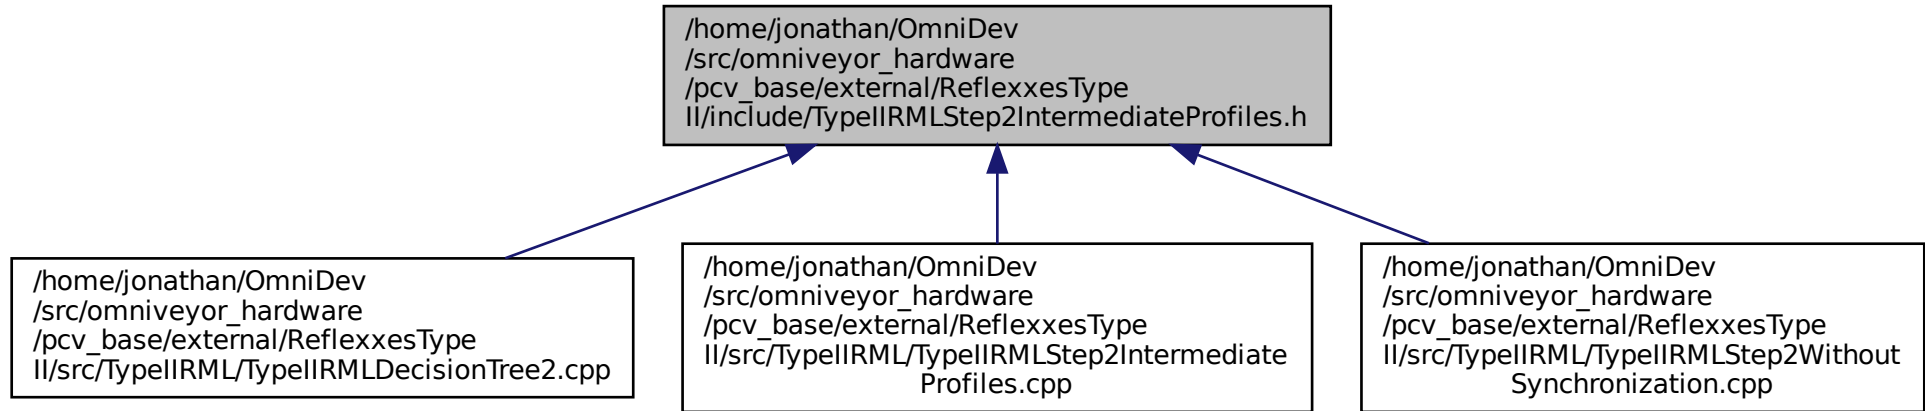 /home/jonathan/OmniDev
/src/omniveyor_hardware
/pcv_base/external/ReflexxesType
II/include/TypeIIRMLStep2IntermediateProfiles.h
/home/jonathan/OmniDev
/src/omniveyor_hardware
/pcv_base/external/ReflexxesType
II/src/TypeIIRML/TypeIIRMLDecisionTree2.cpp
/home/jonathan/OmniDev
/src/omniveyor_hardware
/pcv_base/external/ReflexxesType
II/src/TypeIIRML/TypeIIRMLStep2Intermediate
Profiles.cpp
/home/jonathan/OmniDev
/src/omniveyor_hardware
/pcv_base/external/ReflexxesType
II/src/TypeIIRML/TypeIIRMLStep2Without
Synchronization.cpp